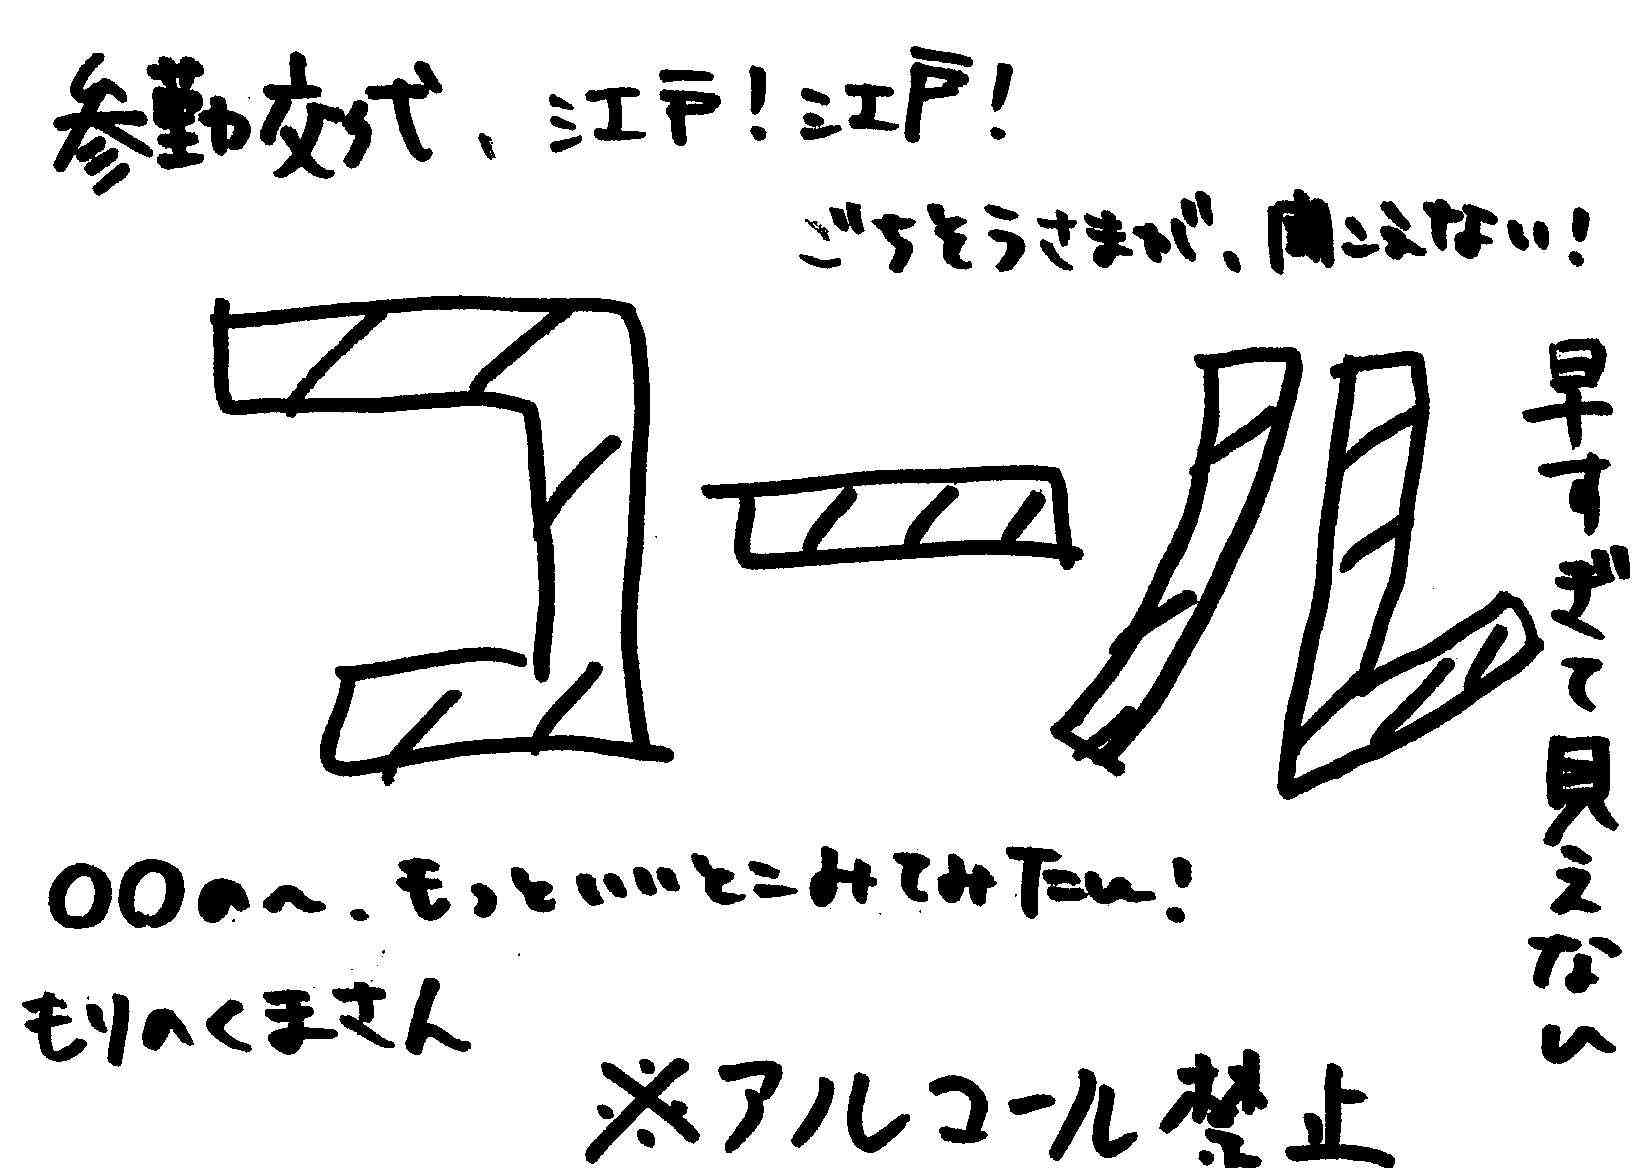 参勤交代、江戸！江戸！
ごちそうさまが、聞こえない！
コール
早すぎて見えない
〇〇の〜、もっといいとこみてみたい！
もりのくまさん
※アルコール禁止